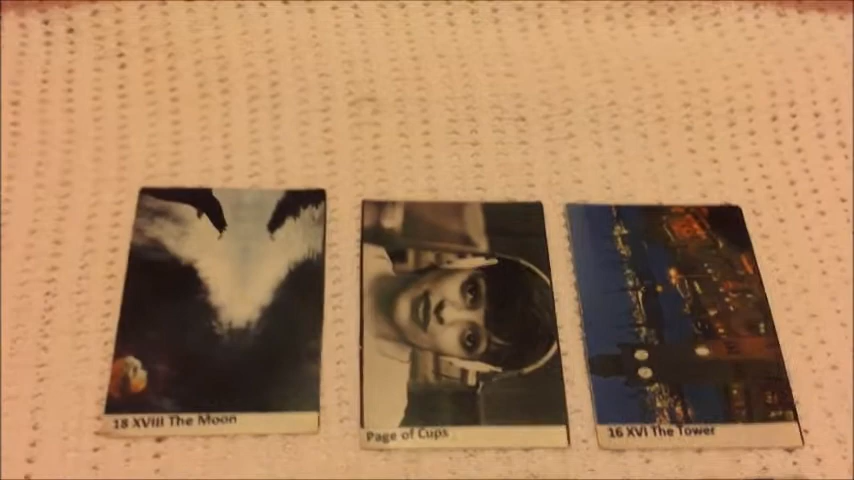 18 XVIII The Moon
Page of Cups
16 XVI The Tower